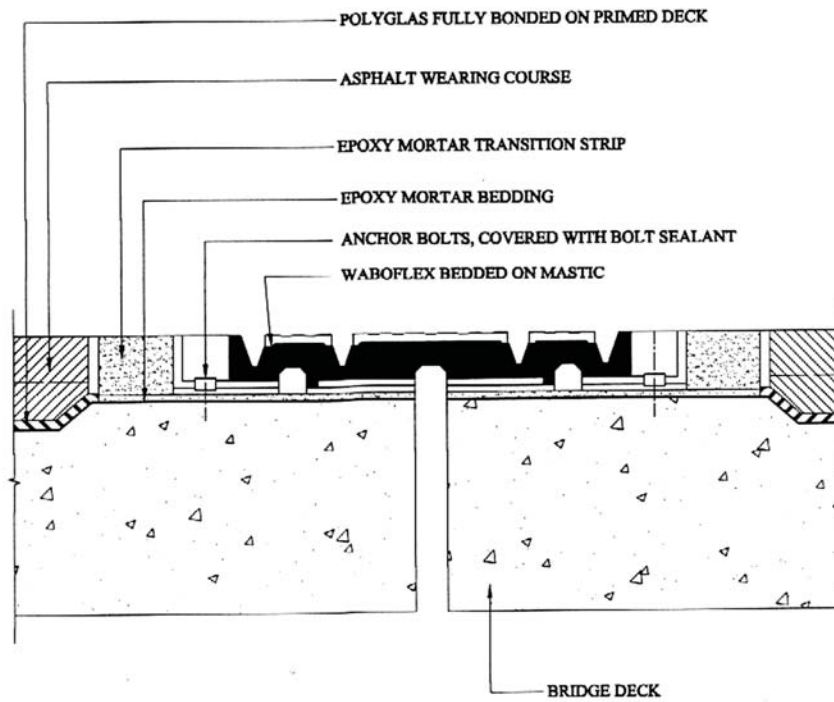 POLYGLAS FULLY BONDED ON PRIMED DECK
ASPHALT WEARING COURSE
EPOXY MORTAR TRANSITION STRIP
EPOXY MORTAR BEDDING
ANCHOR BOLTS, COVERED WITH BOLT SEALANT
WABOFLEX BEDDED ON MASTIC
BRIDGE DECK